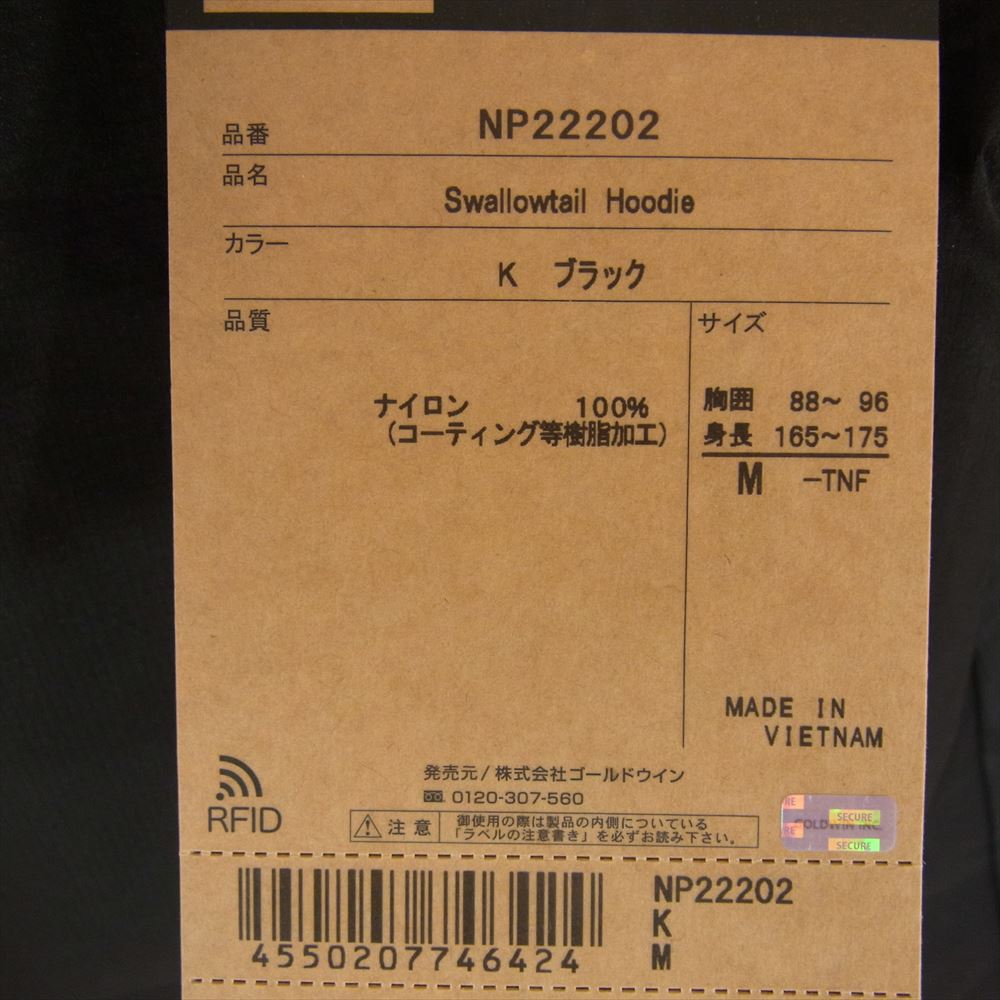 品番 NP22202
品名
Swallowtail Hoodie
カラー
K ブラック
品質
ナイロン 100%
(コーティング等樹脂加工)
サイズ
胸囲 88～ 96
身長 165～175
M -TNF
MADE IN
VIETNAM
RFID
発売元/株式会社ゴールドウイン
0120-307-560
注意
御使用の際は製品の内側についている
「ラベルの注意書き」を必ずお読み下さい。
RE
SECURE
GOLDWIN INC.
RE
SECURE
4550207746424
NP22202
K
M